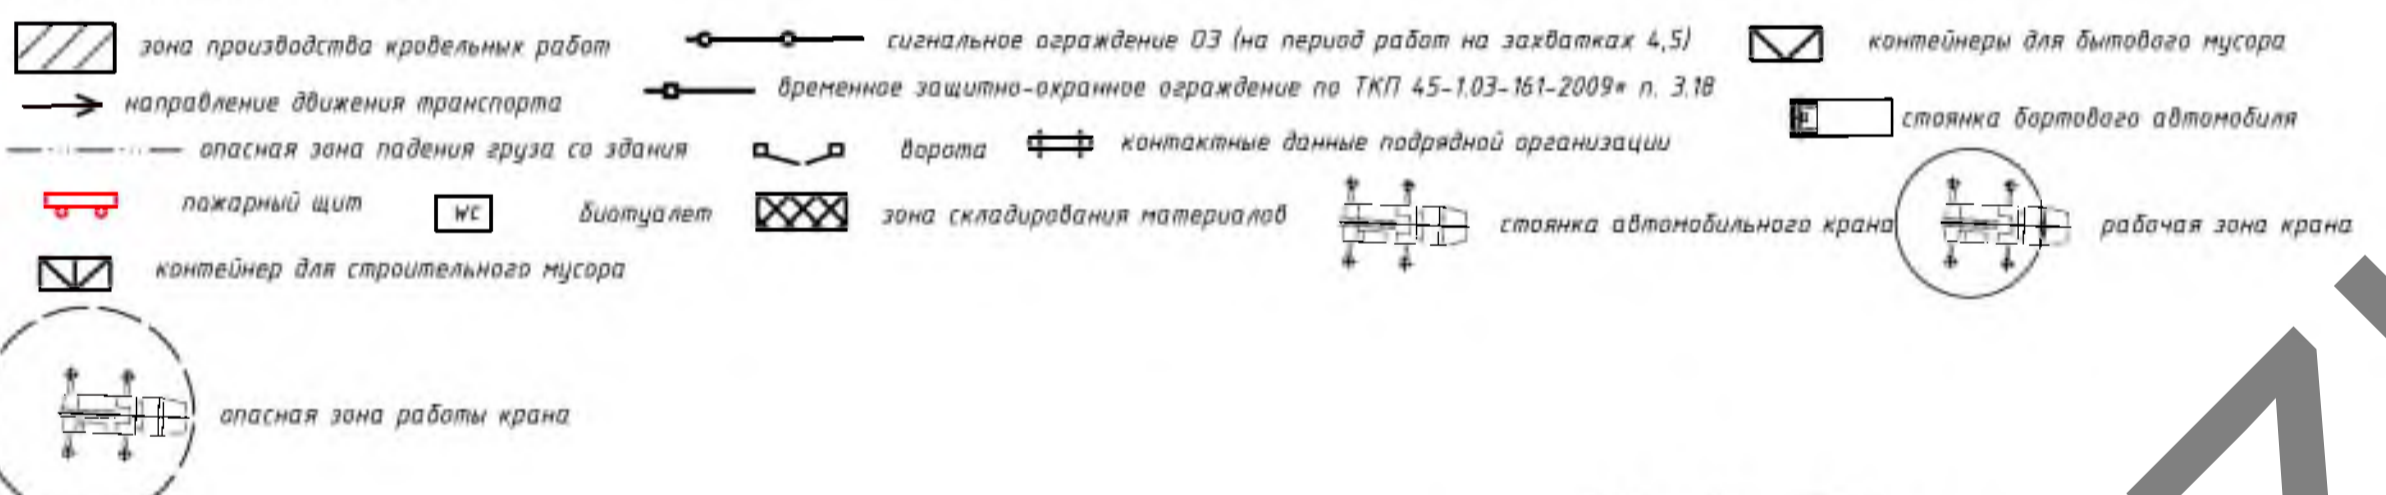 зона производства кровельных работ
сигнальное ограждение ОЗ (на период работ на захватках 4,5)
контейнеры для бытового мусора
направление движения транспорта
временное защитно-охранное ограждение по ТКП 45-1.03-161-2009* п. 3.18
стоянка бортового автомобиля
опасная зона падения груза со здания
ворота
контактные данные подрядной организации
пожарный щит
WC
биотуалет
зона складирования материалов
стоянка автомобильного крана
рабочая зона крана
контейнер для строительного мусора
опасная зона работы крана